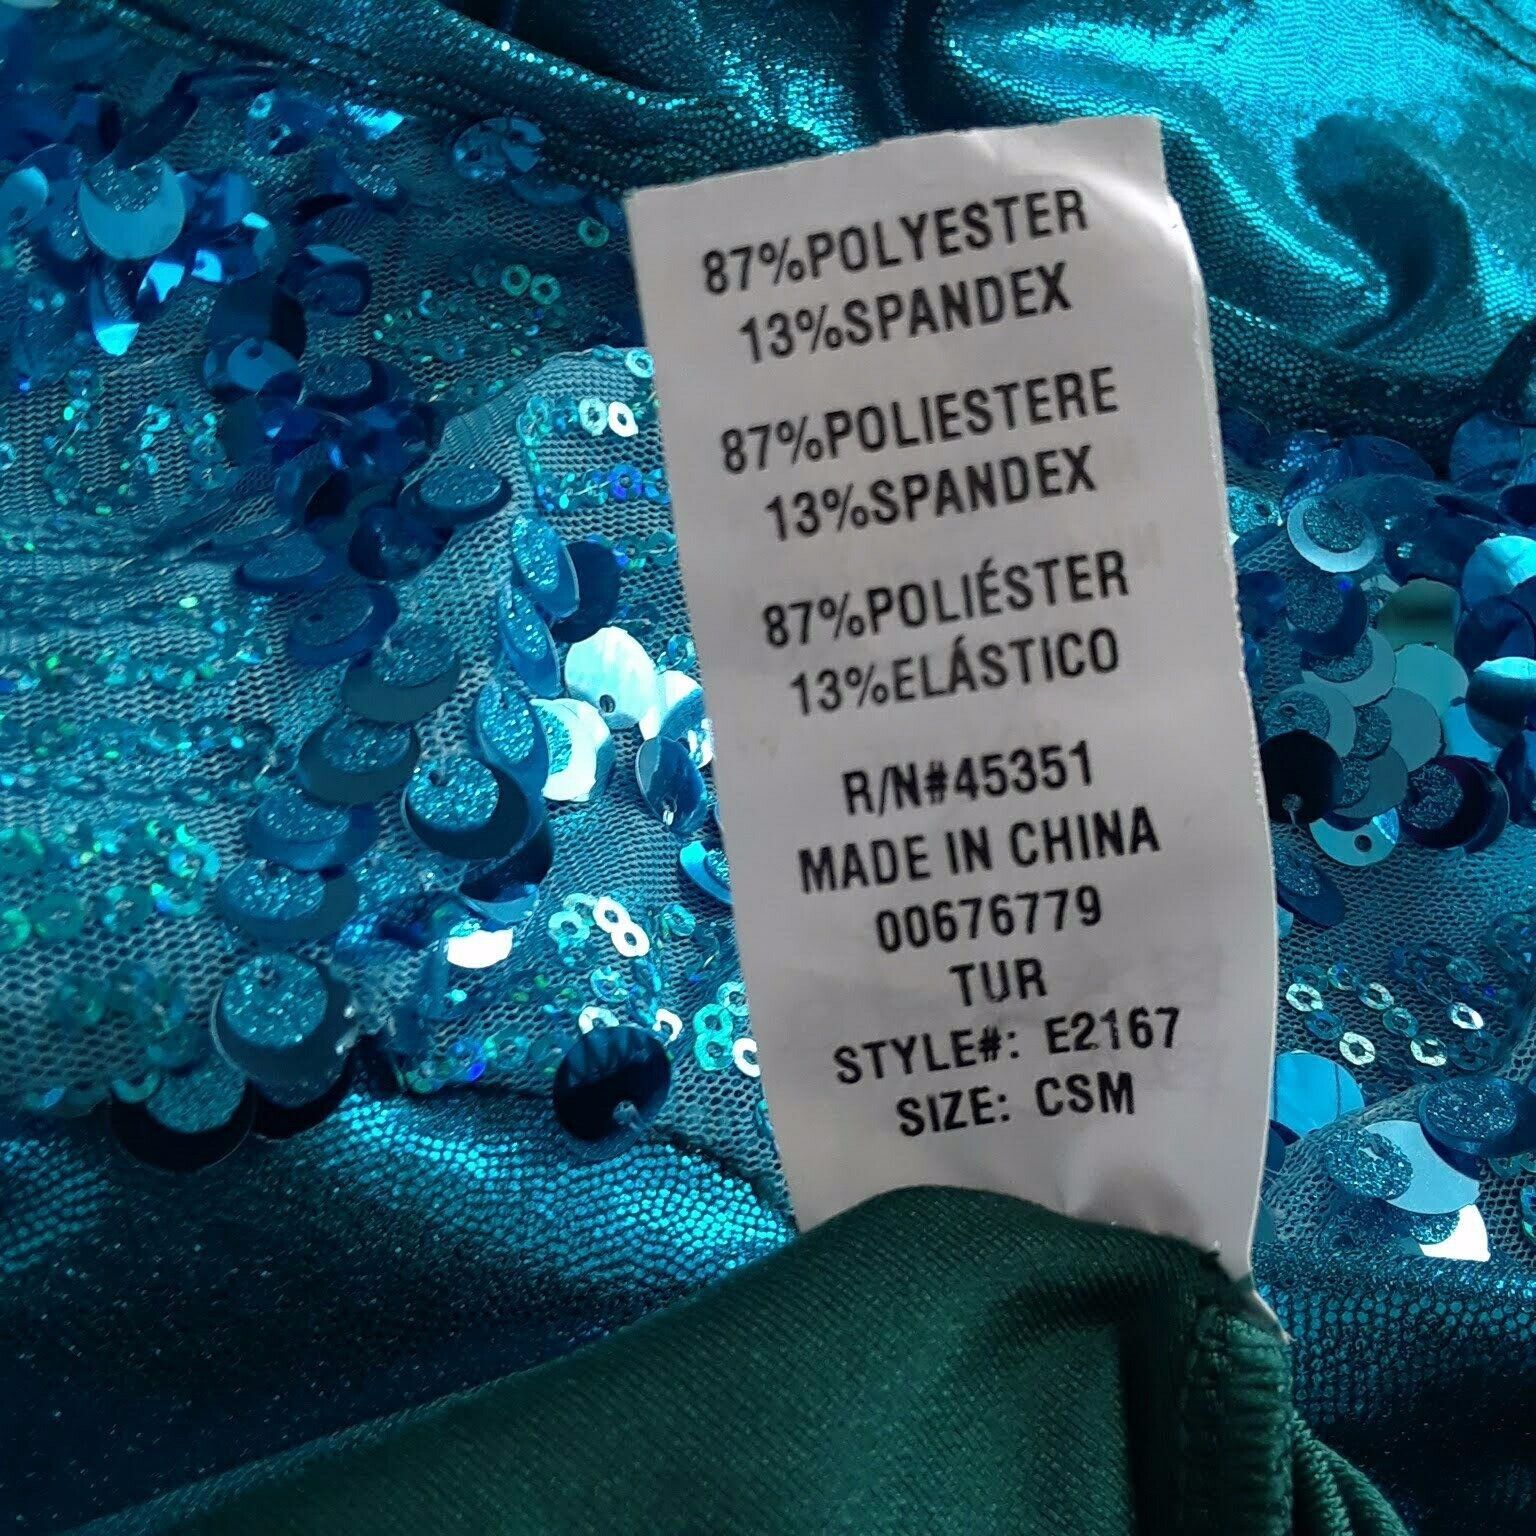 87%POLYESTER
13%SPANDEX
87%POLIESTERE
13%SPANDEX
87%POLIÉSTER
13%ELÁSTICO
R/N#45351
MADE IN CHINA
00676779
TUR
STYLE#: E2167
SIZE: CSM